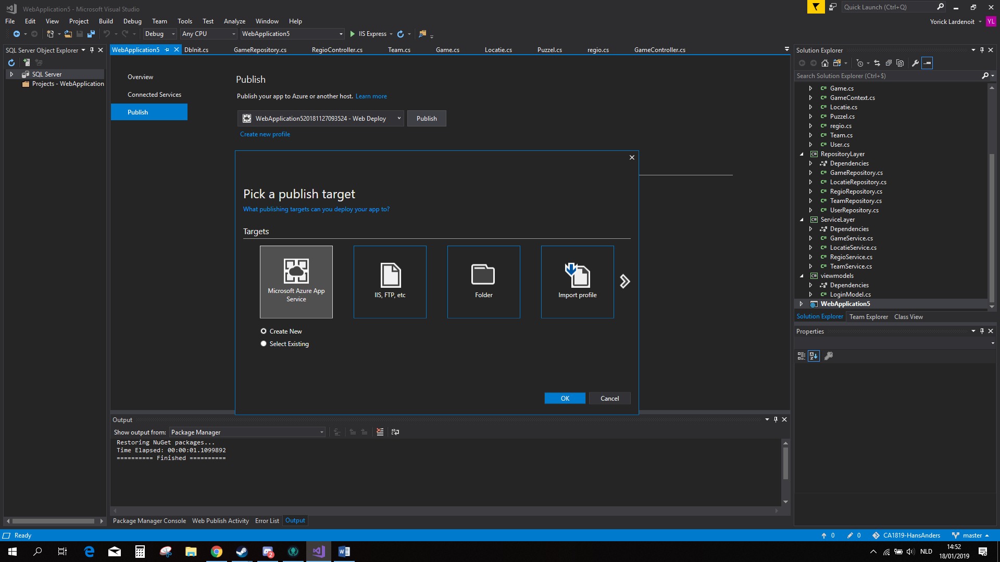 WebApplication5 - Microsoft Visual Studio
Quick Launch (Ctrl+Q)
File Edit View Project Build Debug Team Tools Test Analyze Window Help
Yorick Lardenoit YL
Debug Any CPU WebApplication5 IIS Express
SQL Server Object Explorer
SQL Server
Projects - WebApplication
WebApplication5 DbInit.cs GameRepository.cs RegioController.cs Team.cs Game.cs Locatie.cs Puzzel.cs regio.cs GameController.cs
Overview
Connected Services
Publish
Publish
Publish your app to Azure or another host. Learn more
WebApplication520181127093524 - Web Deploy
Publish
Create new profile
Pick a publish target
What publishing targets can you deploy your app to?
Targets
Microsoft Azure App
Service
IIS, FTP, etc
Folder
Import profile
Create New
Select Existing
OK
Cancel
Output
Show output from: Package Manager
Restoring NuGet packages...
Time Elapsed: 00:00:01.1099892
========== Finished ==========
Package Manager Console Web Publish Activity Error List Output
Solution Explorer
Search Solution Explorer (Ctrl+$)
C# Game.cs
C# GameContext.cs
C# Locatie.cs
C# Puzzel.cs
C# regio.cs
C# Team.cs
C# User.cs
C# RepositoryLayer
Dependencies
C# GameRepository.cs
C# LocatieRepository.cs
C# RegioRepository.cs
C# TeamRepository.cs
C# UserRepository.cs
C# ServiceLayer
Dependencies
C# GameService.cs
C# LocatieService.cs
C# RegioService.cs
C# TeamService.cs
C# viewmodels
Dependencies
C# LoginModel.cs
WebApplication5
Solution Explorer Team Explorer Class View
Properties
Ready
0 0 CA1819-HansAnders master
2
NLD
14:52
18/01/2019